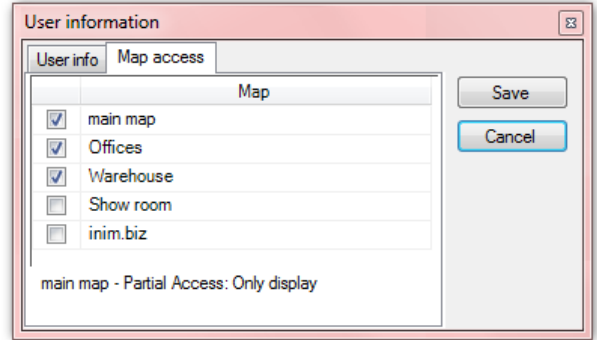 User information
User info Map access
Map
main map
Offices
Warehouse
Show room
inim.biz
main map - Partial Access: Only display
Save
Cancel